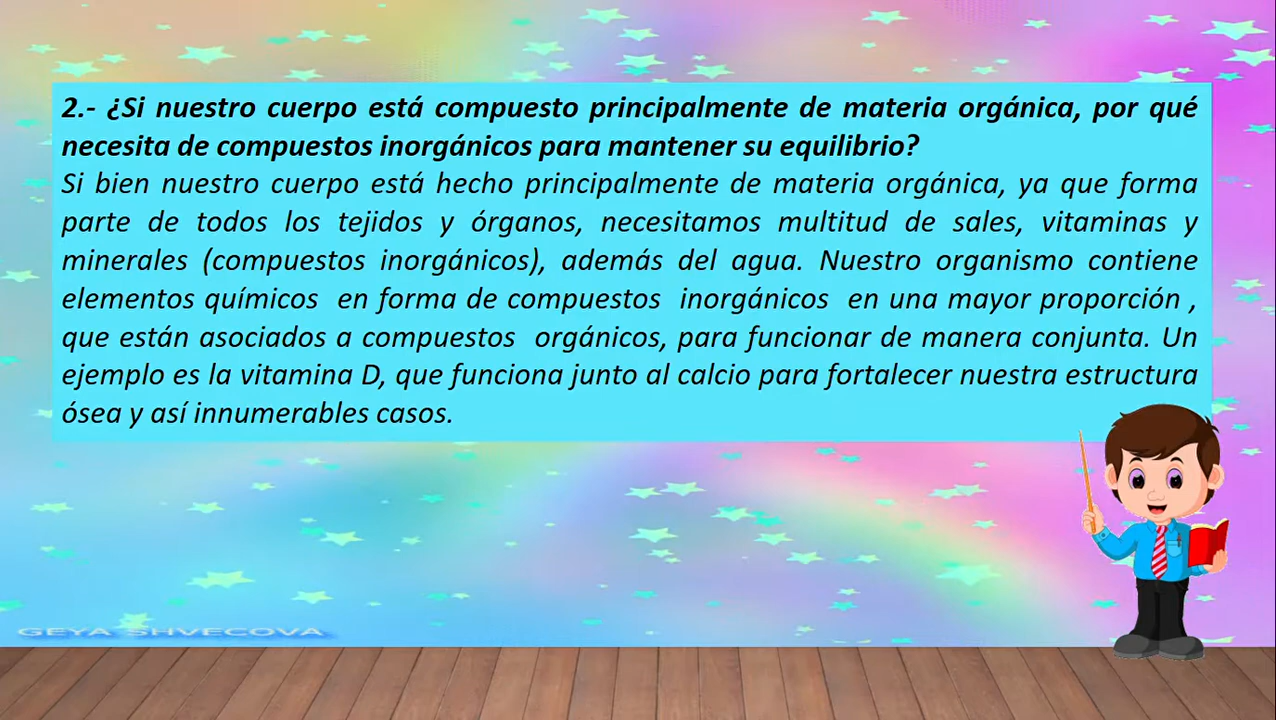 2.- ¿Si nuestro cuerpo está compuesto principalmente de materia orgánica, por qué
necesita de compuestos inorgánicos para mantener su equilibrio?
Si bien nuestro cuerpo está hecho principalmente de materia orgánica, ya que forma
parte de todos los tejidos y órganos, necesitamos multitud de sales, vitaminas y
minerales (compuestos inorgánicos), además del agua. Nuestro organismo contiene
elementos químicos en forma de compuestos inorgánicos en una mayor proporción ,
que están asociados a compuestos orgánicos, para funcionar de manera conjunta. Un
ejemplo es la vitamina D, que funciona junto al calcio para fortalecer nuestra estructura
ósea y así innumerables casos.
GEYA SHVECOVA